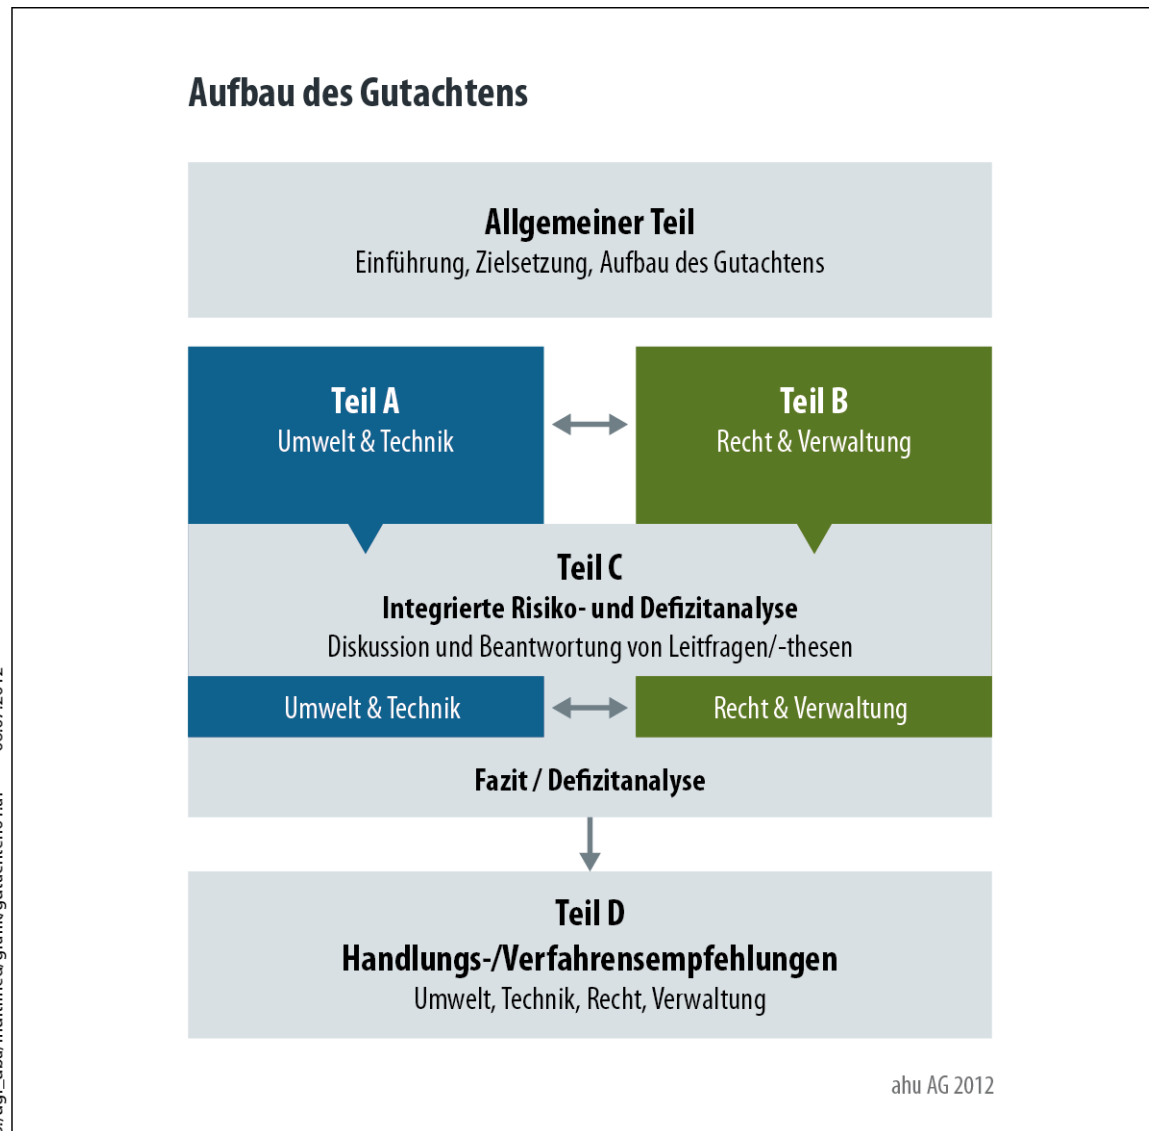 Aufbau des Gutachtens
Allgemeiner Teil
Einführung, Zielsetzung, Aufbau des Gutachtens
Teil A
Umwelt & Technik
Teil B
Recht & Verwaltung
Teil C
Integrierte Risiko- und Defizitanalyse
Diskussion und Beantwortung von Leitfragen/-thesen
Umwelt & Technik
Recht & Verwaltung
Fazit / Defizitanalyse
Teil D
Handlungs-/Verfahrensempfehlungen
Umwelt, Technik, Recht, Verwaltung
ahu AG 2012